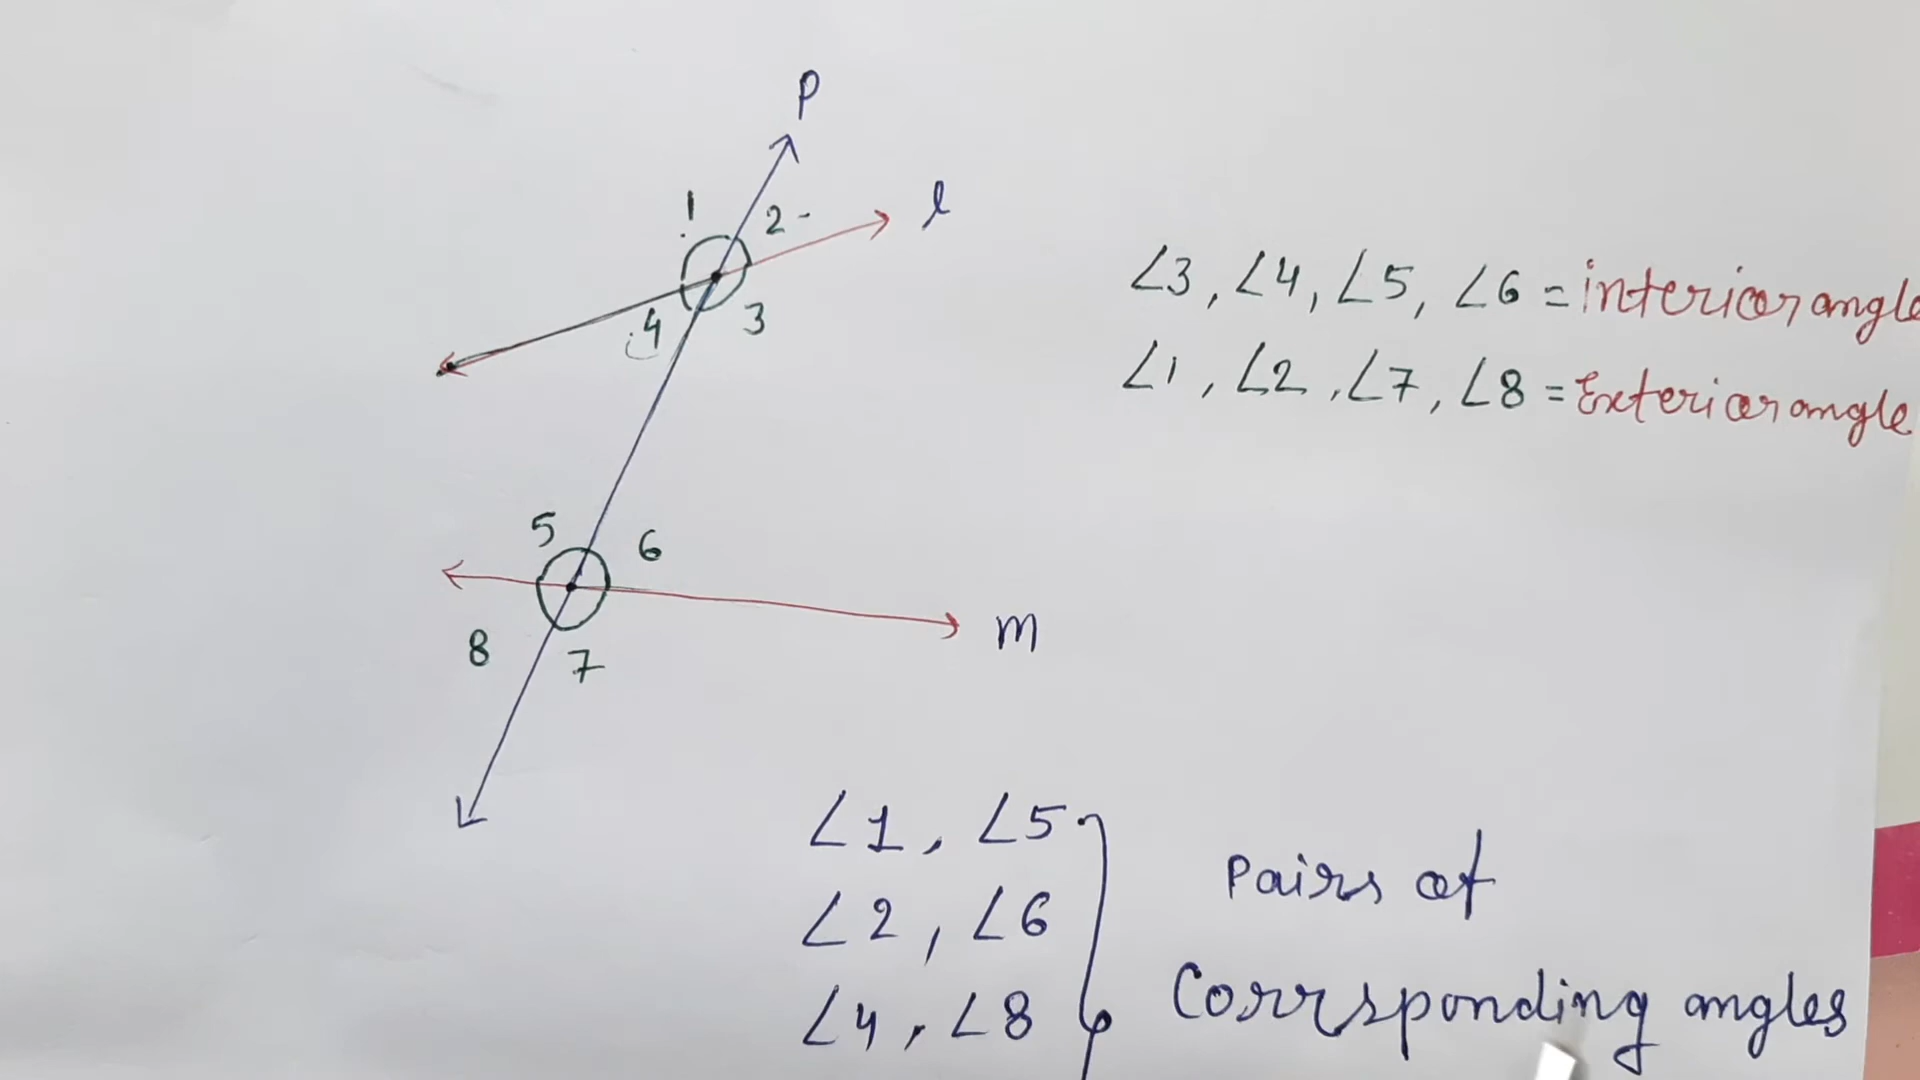 P
l
1
2
4
3
∠3, ∠4, ∠5, ∠6 = interior angle
∠1, ∠2, ∠7, ∠8 = Exterior angle
5
6
m
8
7
∠1, ∠5
∠2, ∠6
∠4, ∠8
Pairs of
Corrsponding angles